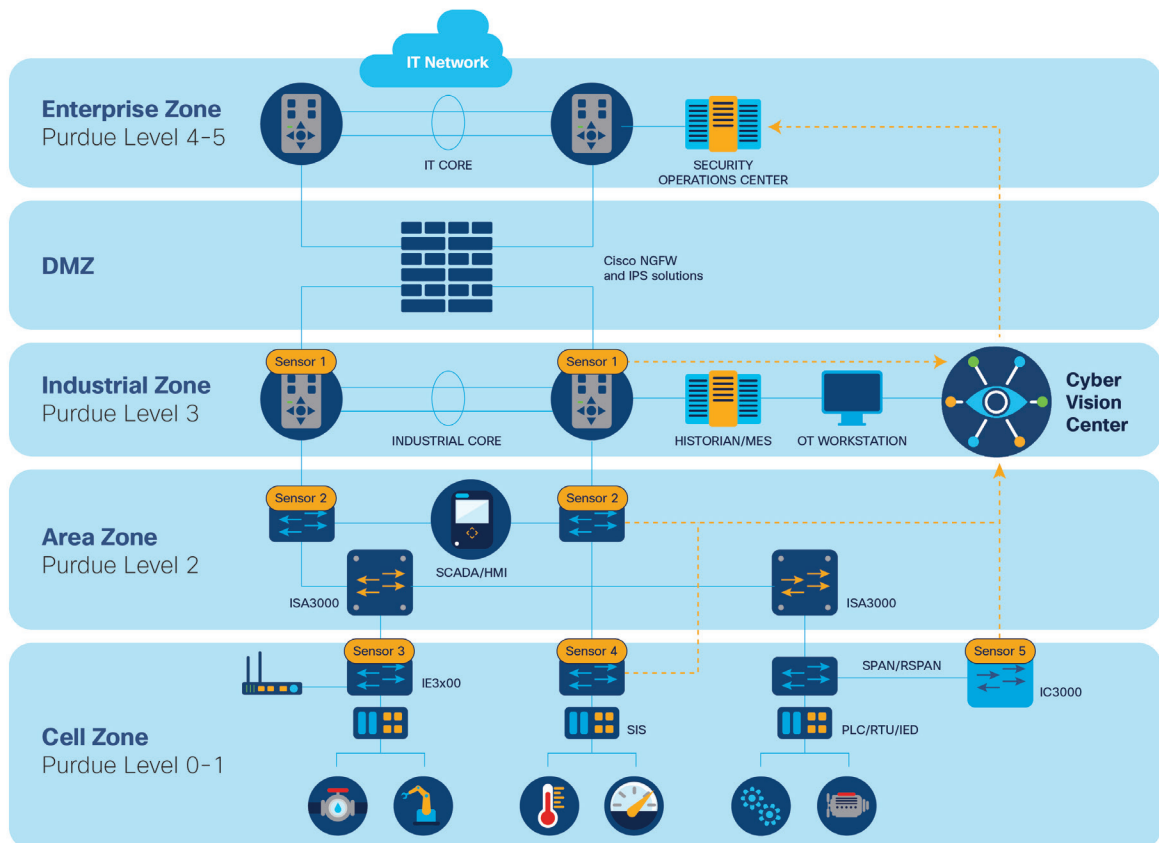 IT Network
Enterprise Zone
Purdue Level 4-5
IT CORE
SECURITY
OPERATIONS CENTER
DMZ
Cisco NGFW
and IPS solutions
Sensor 1
Sensor 1
Industrial Zone
Purdue Level 3
INDUSTRIAL CORE
HISTORIAN/MES
OT WORKSTATION
Cyber
Vision
Center
Sensor 2
Sensor 2
Area Zone
Purdue Level 2
SCADA/HMI
ISA3000
ISA3000
Sensor 3
Sensor 4
Sensor 5
SPAN/RSPAN
IE3x00
IC3000
Cell Zone
Purdue Level 0-1
SIS
PLC/RTU/IED